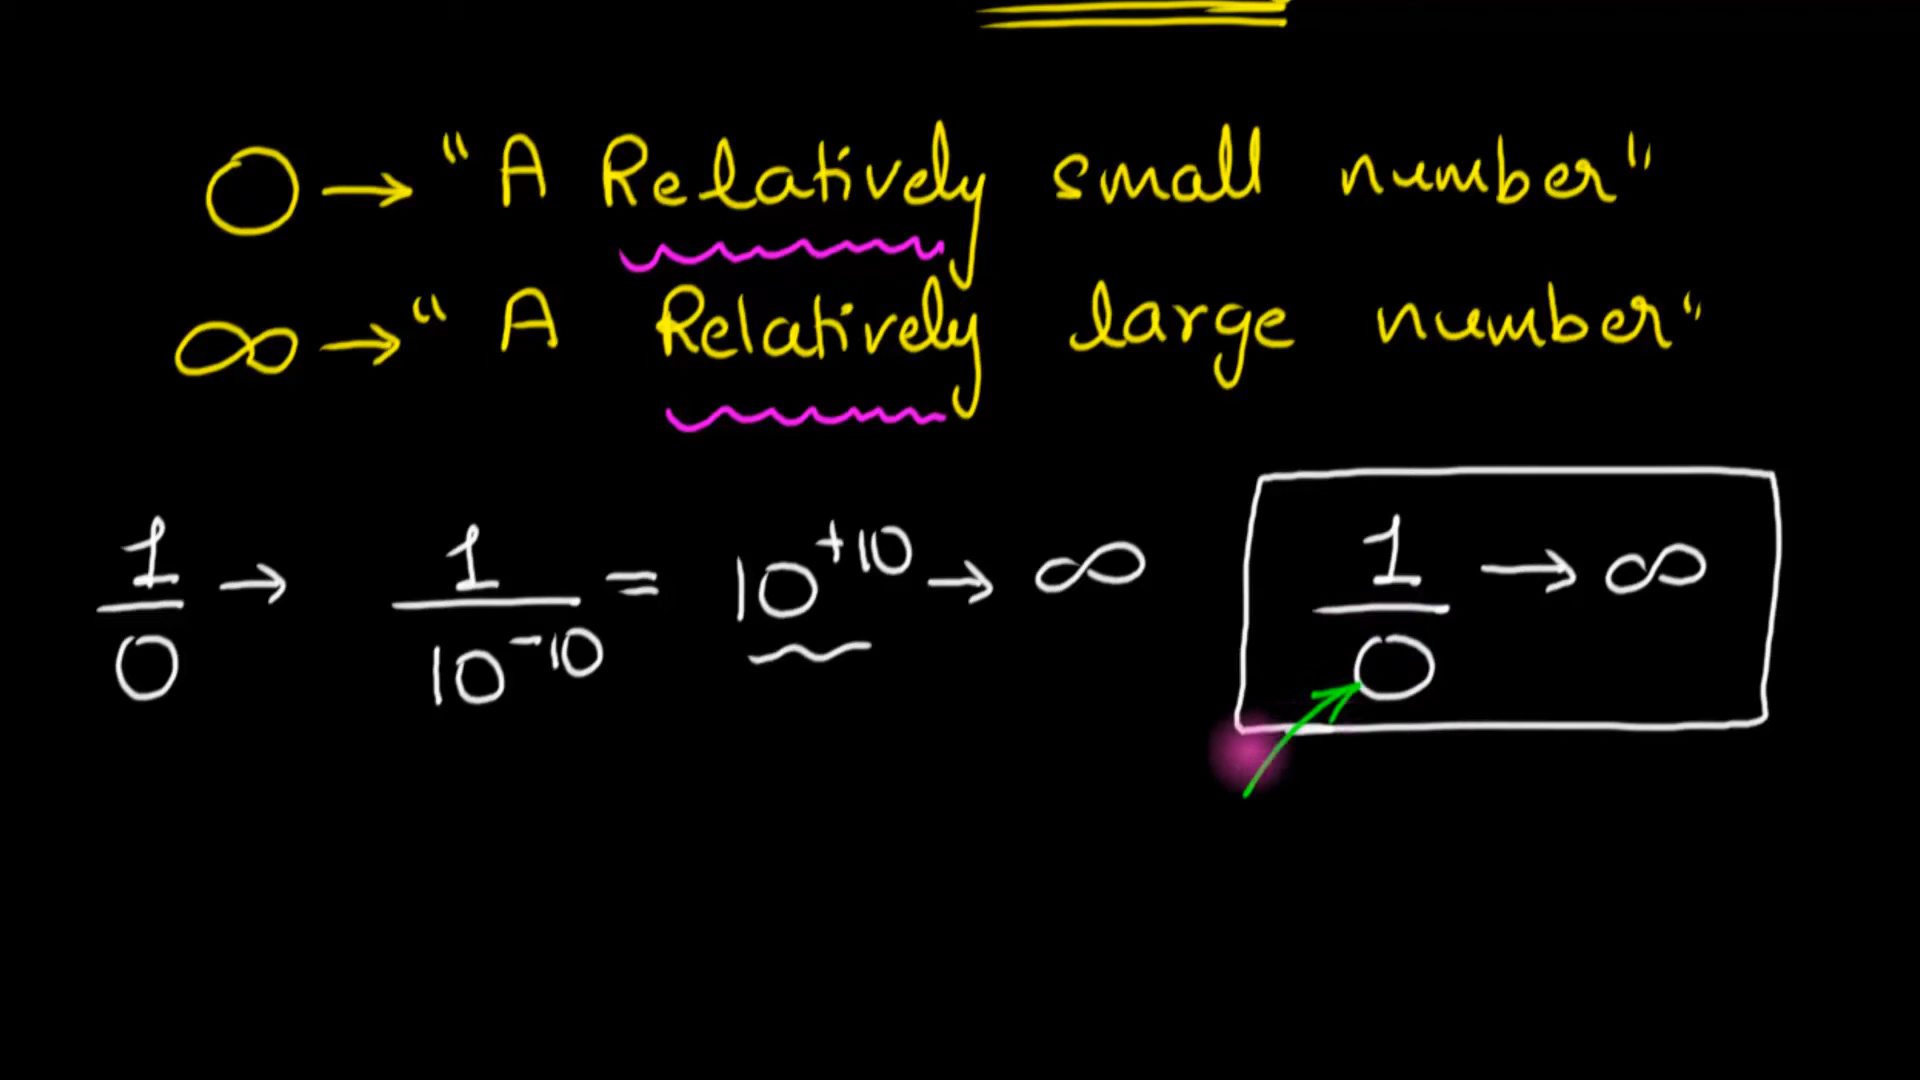 0 → "A Relatively small number"
∞ → "A Relatively large number"
1/0 → 1/10⁻¹⁰ = 10⁺¹⁰ → ∞
1/0 → ∞